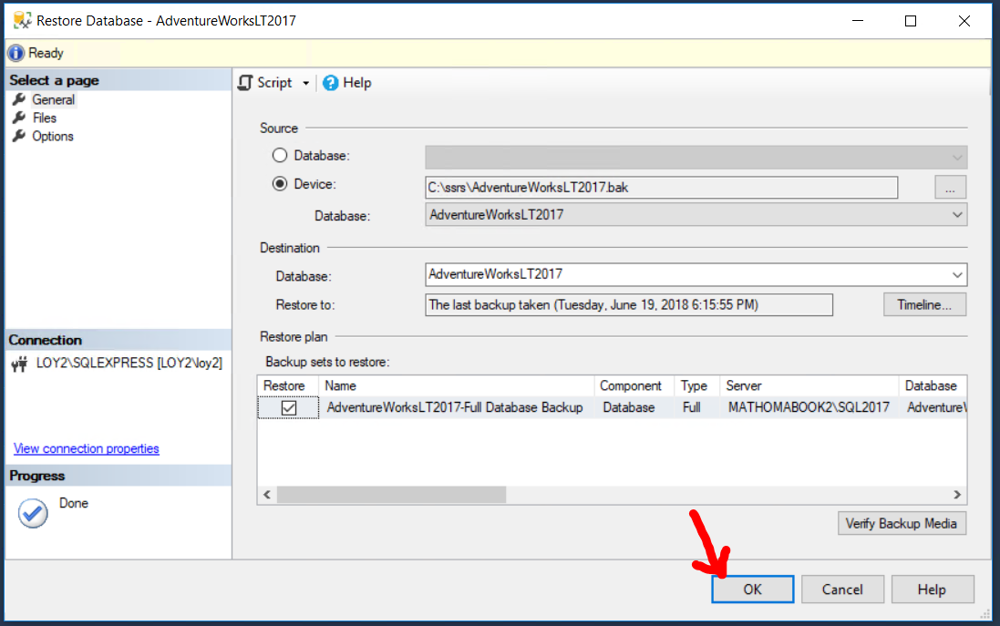 Restore Database - AdventureWorksLT2017
Ready
Select a page
General
Files
Options
Script
Help
Source
Database:
Device:
C:\ssrs\AdventureWorksLT2017.bak
...
Database:
AdventureWorksLT2017
Destination
Database:
AdventureWorksLT2017
Restore to:
The last backup taken (Tuesday, June 19, 2018 6:15:55 PM)
Timeline...
Restore plan
Backup sets to restore:
Restore Name Component Type Server Database
AdventureWorksLT2017-Full Database Backup Database Full MATHOMABOOK2\SQL2017 AdventureW
Verify Backup Media
Connection
LOY2\SQLEXPRESS [LOY2\loy2]
View connection properties
Progress
Done
OK Cancel Help